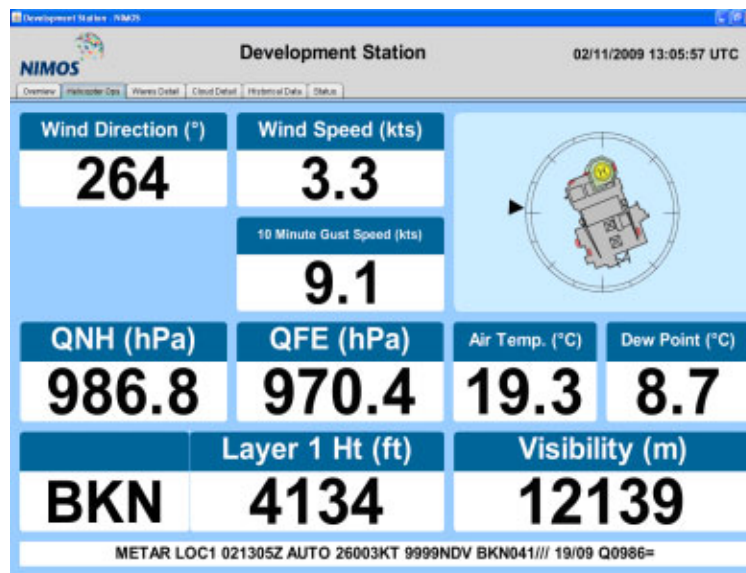 Development Station - NIMOS
NIMOS
Development Station
02/11/2009 13:05:57 UTC
Overview Helicopter Ops Waves Detail Cloud Detail Historical Data Status
Wind Direction (°)
264
Wind Speed (kts)
3.3
10 Minute Gust Speed (kts)
9.1
H
QNH (hPa)
986.8
QFE (hPa)
970.4
Air Temp. (°C)
19.3
Dew Point (°C)
8.7
BKN
Layer 1 Ht (ft)
4134
Visibility (m)
12139
METAR LOC1 021305Z AUTO 26003KT 9999NDV BKN041/// 19/09 Q0986=